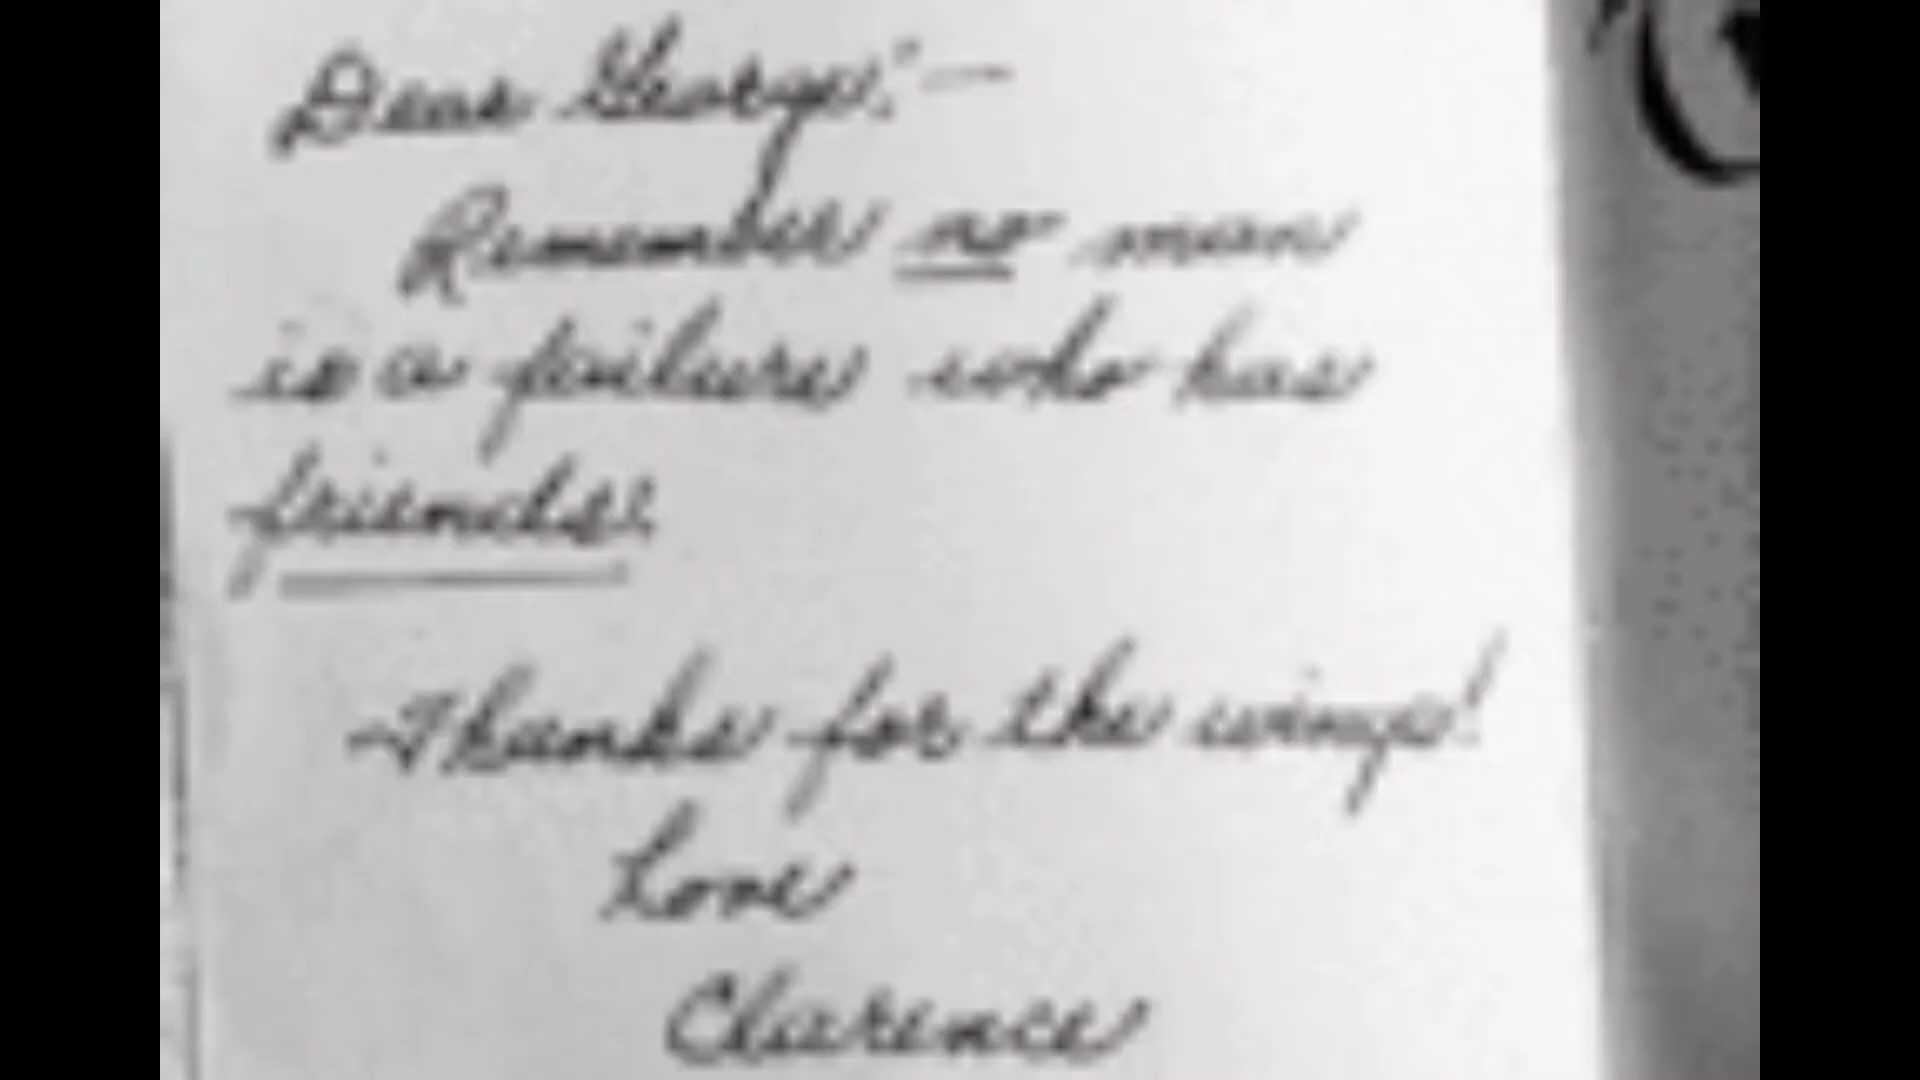 Dear George:—
Remember no man
is a failure who has
friends.
Thanks for the wings!
Love
Clarence